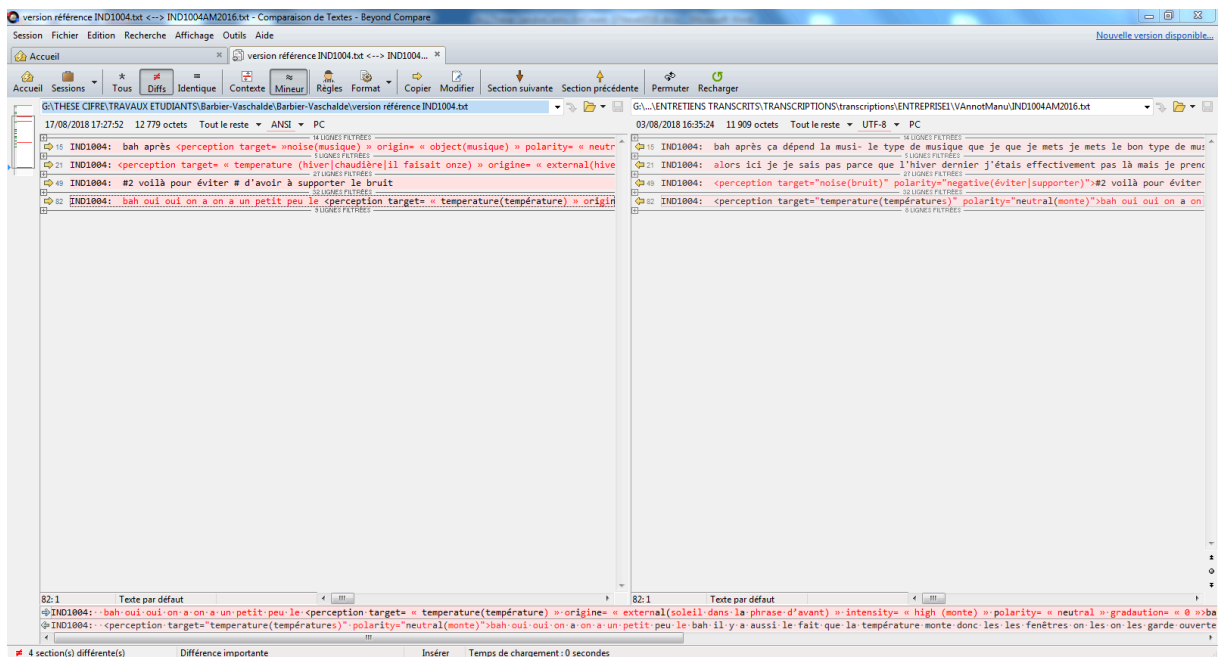 version référence IND1004.txt <--> IND1004AM2016.txt - Comparaison de Textes - Beyond Compare
Session Fichier Edition Recherche Affichage Outils Aide Nouvelle version disponible...
Accueil version référence IND1004.txt <--> IND1004...
Accueil Sessions Tous Diffs Identique Contexte Mineur Règles Format Copier Modifier Section suivante Section précédente Permuter Recharger
G:\THESE CIFRE\TRAVAUX ETUDIANTS\Barbier-Vaschalde\Barbier-Vaschalde\version référence IND1004.txt
17/08/2018 17:27:52 12 779 octets Tout le reste ANSI PC
14 LIGNES FILTRÉES
15 IND1004: bah après <perception target= »noise(musique) » origin= « object(musique) » polarity= « neutr
5 LIGNES FILTRÉES
21 IND1004: <perception target= « temperature (hiver|chaudière|il faisait onze) » origine= « external(hive
27 LIGNES FILTRÉES
49 IND1004: #2 voilà pour éviter # d'avoir à supporter le bruit
32 LIGNES FILTRÉES
82 IND1004: bah oui oui on a on a un petit peu le <perception target= « temperature(température) » origin
9 LIGNES FILTRÉES
G:\...\ENTRETIENS TRANSCRITS\TRANSCRIPTIONS\transcriptions\ENTREPRISE1\VAnnotManu\IND1004AM2016.txt
03/08/2018 16:35:24 11 909 octets Tout le reste UTF-8 PC
14 LIGNES FILTRÉES
15 IND1004: bah après ça dépend la musi- le type de musique que je que je mets je mets le bon type de mus
5 LIGNES FILTRÉES
21 IND1004: alors ici je je sais pas parce que l'hiver dernier j'étais effectivement pas là mais je prenc
27 LIGNES FILTRÉES
49 IND1004: <perception target="noise(bruit)" polarity="negative(éviter|supporter)">#2 voilà pour éviter
32 LIGNES FILTRÉES
82 IND1004: <perception target="temperature(températures)" polarity="neutral(monte)">bah oui oui on a on
6 LIGNES FILTRÉES
82: 1 Texte par défaut
82: 1 Texte par défaut
IND1004:··bah·oui·oui·on·a·on·a·un·petit·peu·le·<perception·target=·«·temperature(température)·»·origine=·«·external(soleil·dans·la·phrase·d’avant)·»·intensity=·«·high·(monte)·»·polarity=·«·neutral·»·gradaution=·«·0·»>ba
IND1004:··<perception·target="temperature(températures)"·polarity="neutral(monte)">bah·oui·oui·on·a·on·a·un·petit·peu·le·bah·il·y·a·aussi·le·fait·que·la·température·monte·donc·les·les·fenêtres·on·les·on·les·garde·ouverte
4 section(s) différente(s) Différence importante Insérer Temps de chargement : 0 secondes